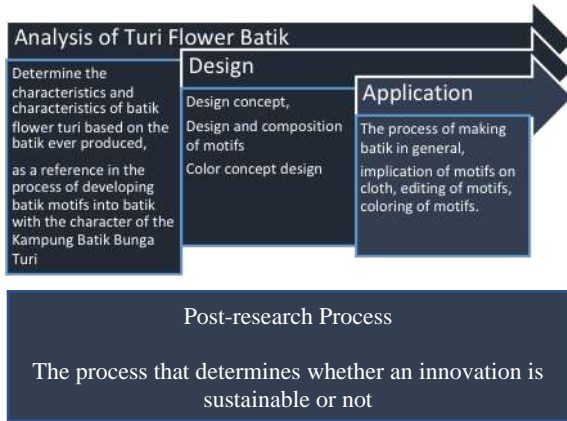 Analysis of Turi Flower Batik
Determine the
characteristics and
characteristics of batik
flower turi based on the
batik ever produced,
as a reference in the
process of developing
batik motifs into batik
with the character of the
Kampung Batik Bunga
Turi
Design
Design concept,
Design and composition
of motifs
Color concept design
Application
The process of making
batik in general,
implication of motifs on
cloth, editing of motifs,
coloring of motifs.
Post-research Process
The process that determines whether an innovation is
sustainable or not